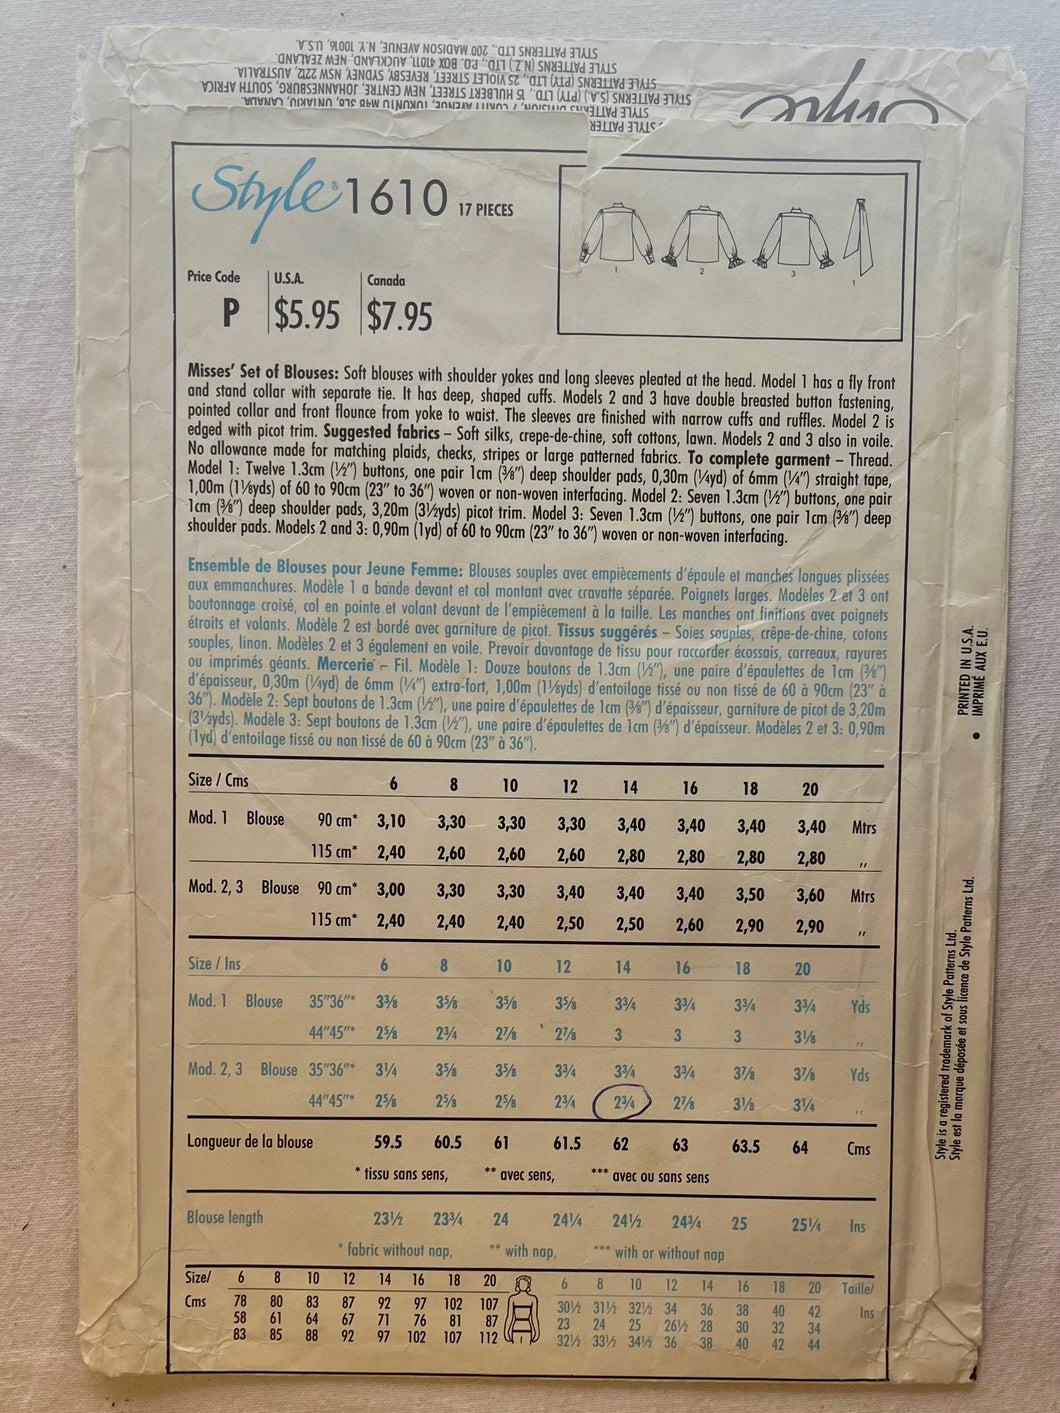 STYLE PATTERNS LTD., 200 MADISON AVENUE, N.Y. 10016, U.S.A.
STYLE PATTERNS (N.Z.) LTD., P.O. BOX 41011, AUCKLAND, NEW ZEALAND.
STYLE PATTERNS (PTY) LTD., 25 VIOLET STREET, REVESBY, SYDNEY, NSW 2212, AUSTRALIA
STYLE PATTERNS (S.A.) (PTY) LTD., 15 HULBERT STREET, NEW CENTRE, JOHANNESBURG, SOUTH AFRICA
STYLE PATTERNS DIVISION, AVENUE, TORONTO ONTARIO, CANADA.
Style
Style® 1610 17 PIECES
1 2 3 1
Price Code U.S.A. Canada
P $5.95 $7.95
Misses' Set of Blouses: Soft blouses with shoulder yokes and long sleeves pleated at the head. Model 1 has a fly front
and stand collar with separate tie. It has deep, shaped cuffs. Models 2 and 3 have double breasted button fastening,
pointed collar and front flounce from yoke to waist. The sleeves are finished with narrow cuffs and ruffles. Model 2 is
edged with picot trim. Suggested fabrics – Soft silks, crepe-de-chine, soft cottons, lawn. Models 2 and 3 also in voile.
No allowance made for matching plaids, checks, stripes or large patterned fabrics. To complete garment – Thread.
Model 1: Twelve 1.3cm (½") buttons, one pair 1cm (⅜") deep shoulder pads, 0,30m (¼yd) of 6mm (¼") straight tape,
1,00m (1⅛yds) of 60 to 90cm (23" to 36") woven or non-woven interfacing. Model 2: Seven 1.3cm (½") buttons, one pair
1cm (⅜") deep shoulder pads, 3,20m (3½yds) picot trim. Model 3: Seven 1.3cm (½") buttons, one pair 1cm (⅜") deep
shoulder pads. Models 2 and 3: 0,90m (1yd) of 60 to 90cm (23" to 36") woven or non-woven interfacing.
Ensemble de Blouses pour Jeune Femme: Blouses souples avec empiècements d'épaule et manches longues plissées
aux emmanchures. Modèle 1 a bande devant et col montant avec cravatte séparée. Poignets larges. Modèles 2 et 3 ont
boutonnage croisé, col en pointe et volant devant de l'empiècement à la taille. Les manches ont finitions avec poignets
étroits et volants. Modèle 2 est bordé avec garniture de picot. Tissus suggérés – Soies souples, crêpe-de-chine, cotons
souples, linon. Modèles 2 et 3 également en voile. Prevoir davantage de tissu pour raccorder écossais, carreaux, rayures
ou imprimés géants. Mercerie – Fil. Modèle 1: Douze boutons de 1.3cm (½"), une paire d'épaulettes de 1cm (⅜")
d'épaisseur, 0,30m (¼yd) de 6mm (¼") extra-fort, 1,00m (1⅛yds) d'entoilage tissé ou non tissé de 60 à 90cm (23" à
36"). Modèle 2: Sept boutons de 1.3cm (½"), une paire d'épaulettes de 1cm (⅜") d'épaisseur, garniture de picot de 3,20m
(3½yds). Modèle 3: Sept boutons de 1.3cm (½"), une paire d'épaulettes de 1cm (⅜") d'épaisseur. Modèles 2 et 3: 0,90m
(1yd) d'entoilage tissé ou non tissé de 60 à 90cm (23" à 36").
Size / Cms 6 8 10 12 14 16 18 20
Mod. 1 Blouse 90 cm* 3,10 3,30 3,30 3,30 3,40 3,40 3,40 3,40 Mtrs
115 cm* 2,40 2,60 2,60 2,60 2,80 2,80 2,80 2,80 ,,
Mod. 2, 3 Blouse 90 cm* 3,00 3,30 3,30 3,40 3,40 3,40 3,50 3,60 Mtrs
115 cm* 2,40 2,40 2,40 2,50 2,50 2,60 2,90 2,90 ,,
Size / Ins 6 8 10 12 14 16 18 20
Mod. 1 Blouse 35"36"* 3⅜ 3⅝ 3⅝ 3⅝ 3¾ 3¾ 3¾ 3¾ Yds
44"45"* 2⅝ 2¾ 2⅞ 2⅞ 3 3 3 3⅛ ,,
Mod. 2, 3 Blouse 35"36"* 3¼ 3⅝ 3⅝ 3¾ 3¾ 3¾ 3⅞ 3⅞ Yds
44"45"* 2⅝ 2⅝ 2⅝ 2¾ 2¾ 2⅞ 3⅛ 3¼ ,,
Longueur de la blouse 59.5 60.5 61 61.5 62 63 63.5 64 Cms
* tissu sans sens, ** avec sens, *** avec ou sans sens
Blouse length 23½ 23¾ 24 24¼ 24½ 24¾ 25 25¼ Ins
* fabric without nap, ** with nap, *** with or without nap
Size/ 6 8 10 12 14 16 18 20 6 8 10 12 14 16 18 20 Taille/
Cms 78 80 83 87 92 97 102 107 30½ 31½ 32½ 34 36 38 40 42 Ins
58 61 64 67 71 76 81 87 23 24 25 26½ 28 30 32 34
83 85 88 92 97 102 107 112 32½ 33½ 34½ 36 38 40 42 44
Style is a registered trademark of Style Patterns Ltd.
Style est la marque déposée et sous licence de Style Patterns Ltd.
• PRINTED IN U.S.A.
IMPRIMÉ AUX E.U.